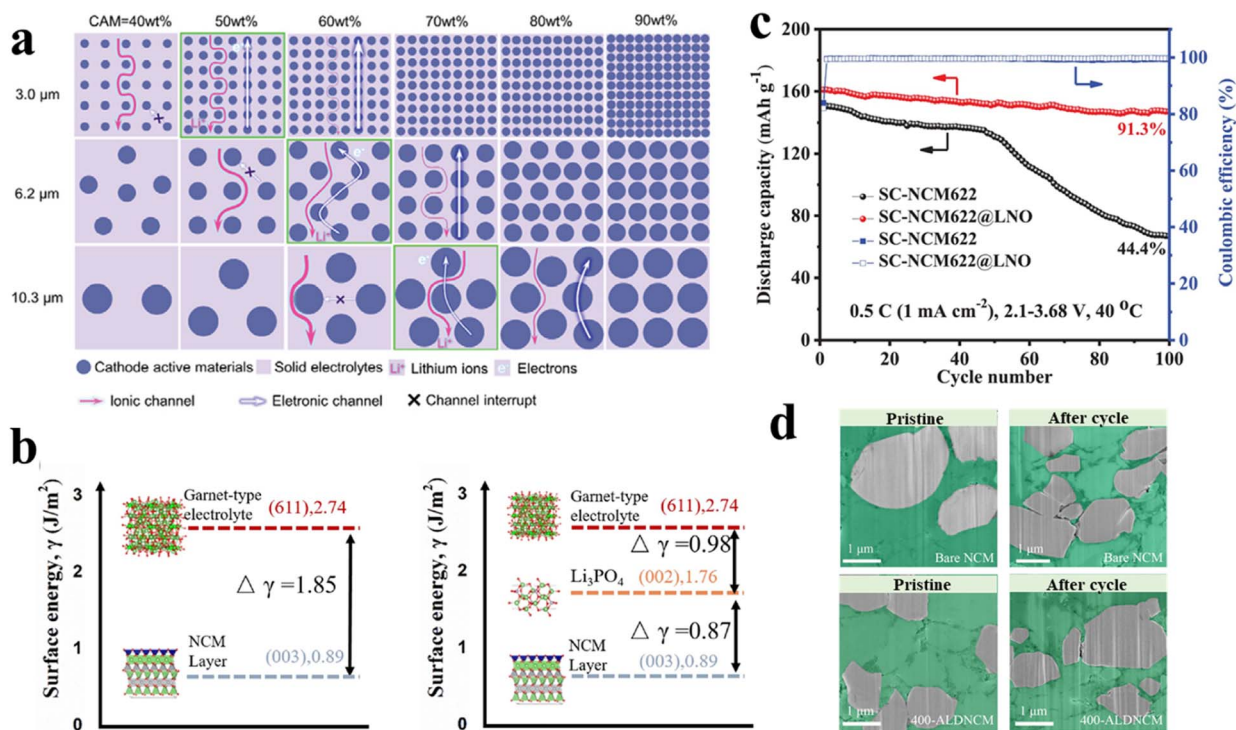 a
CAM=40wt% 50wt% 60wt% 70wt% 80wt% 90wt%
3.0 μm
6.2 μm
10.3 μm
e⁻
Li⁺
e⁻
Li⁺
e⁻
Li⁺
Cathode active materials Solid electrolytes Li⁺ Lithium ions e⁻ Electrons
Ionic channel Eletronic channel Channel interrupt
b
Surface energy, γ (J/m²)
3
2
1
0
Garnet-type
electrolyte
(611),2.74
△ γ =1.85
NCM
Layer
(003),0.89
Surface energy, γ (J/m²)
3
2
1
0
Garnet-type
electrolyte
(611),2.74
△ γ=0.98
Li₃PO₄
(002),1.76
△ γ=0.87
NCM
Layer
(003),0.89
c
Discharge capacity (mAh g⁻¹)
200
160
120
80
40
0
Coulombic efficiency (%)
100
80
60
40
20
0
91.3%
44.4%
SC-NCM622
SC-NCM622@LNO
SC-NCM622
SC-NCM622@LNO
0.5 C (1 mA cm⁻²), 2.1-3.68 V, 40 ⁰C
0 20 40 60 80 100
Cycle number
d
Pristine
After cycle
1 μm
Bare NCM
1 μm
Bare NCM
Pristine
After cycle
1 μm
400-ALDNCM
1 μm
400-ALDNCM